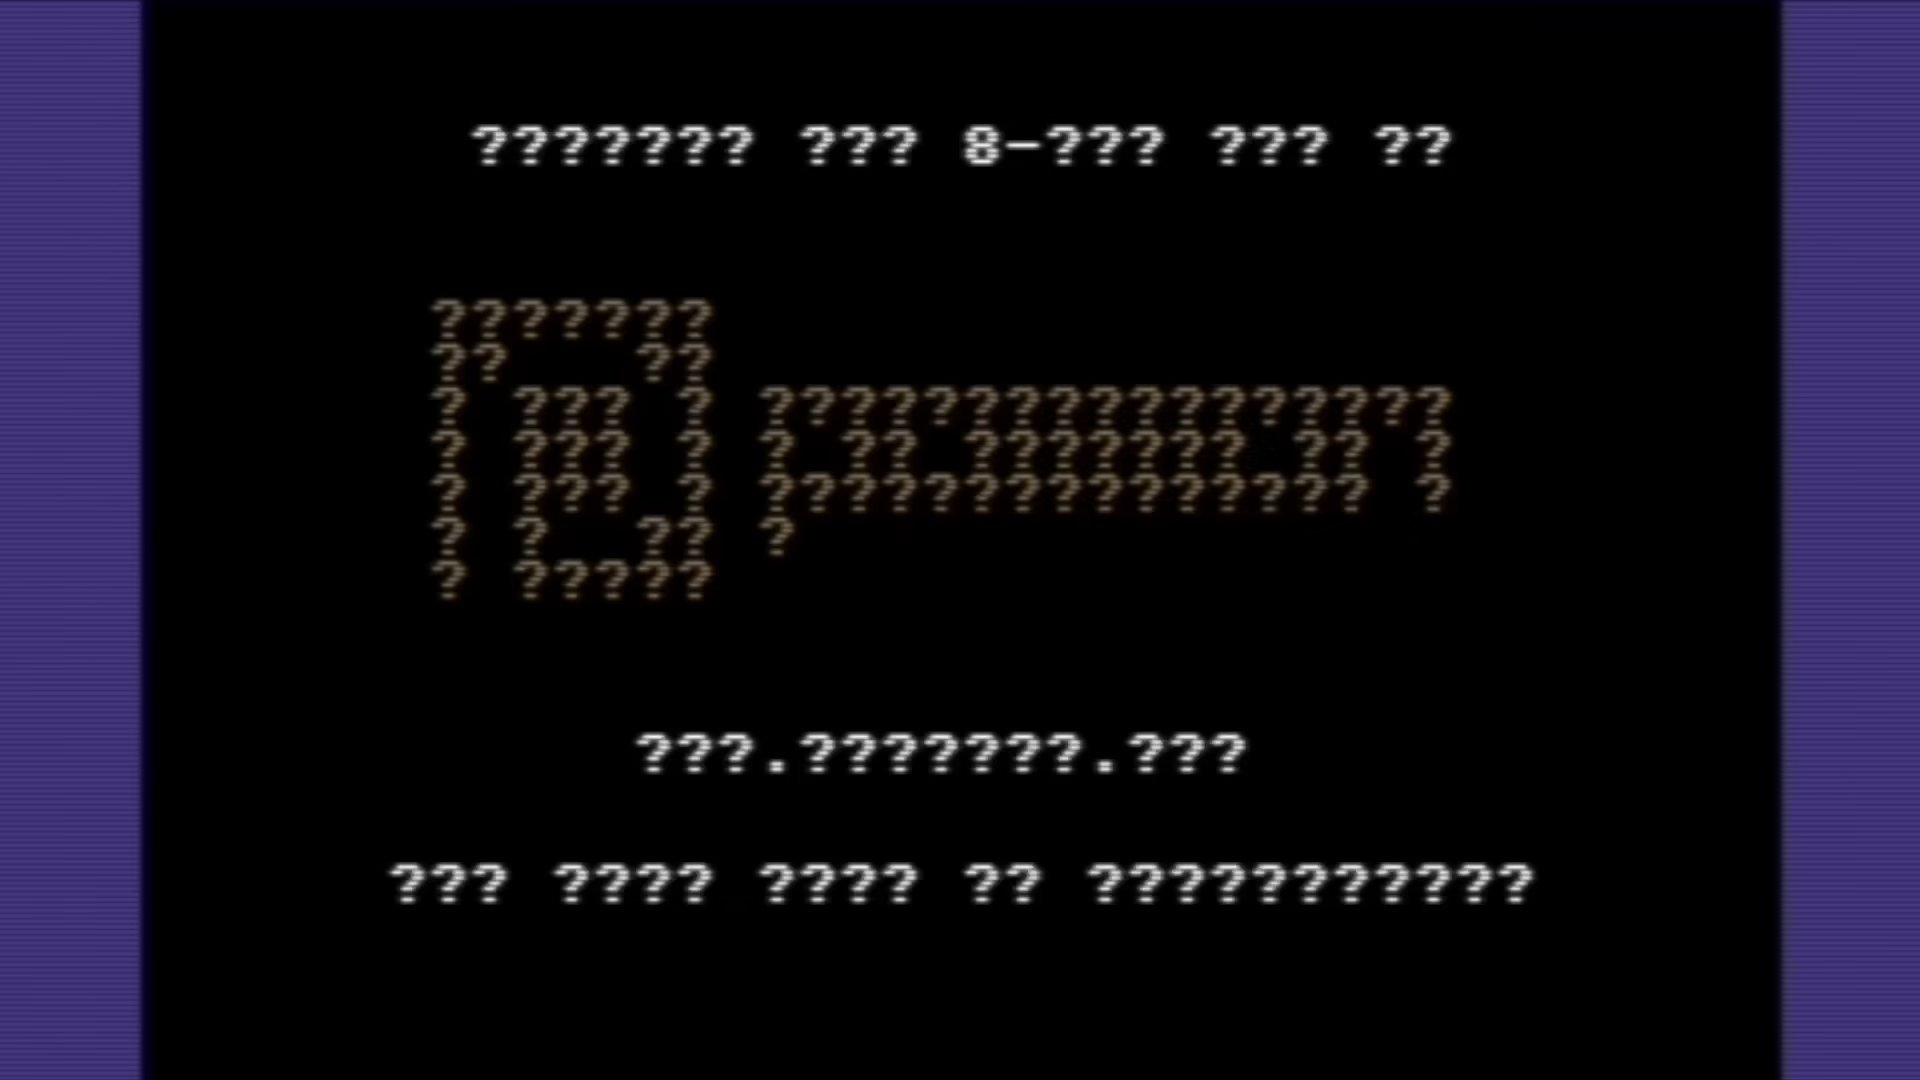 ??????? ??? 8-??? ??? ??
???????
?? ??
? ??? ? ?????????????????
? ??? ? ? ?? ??????? ?? ?
? ??? ? ??????????????? ?
? ? ?? ?
? ?????
???.???????.???
??? ???? ???? ?? ???????????